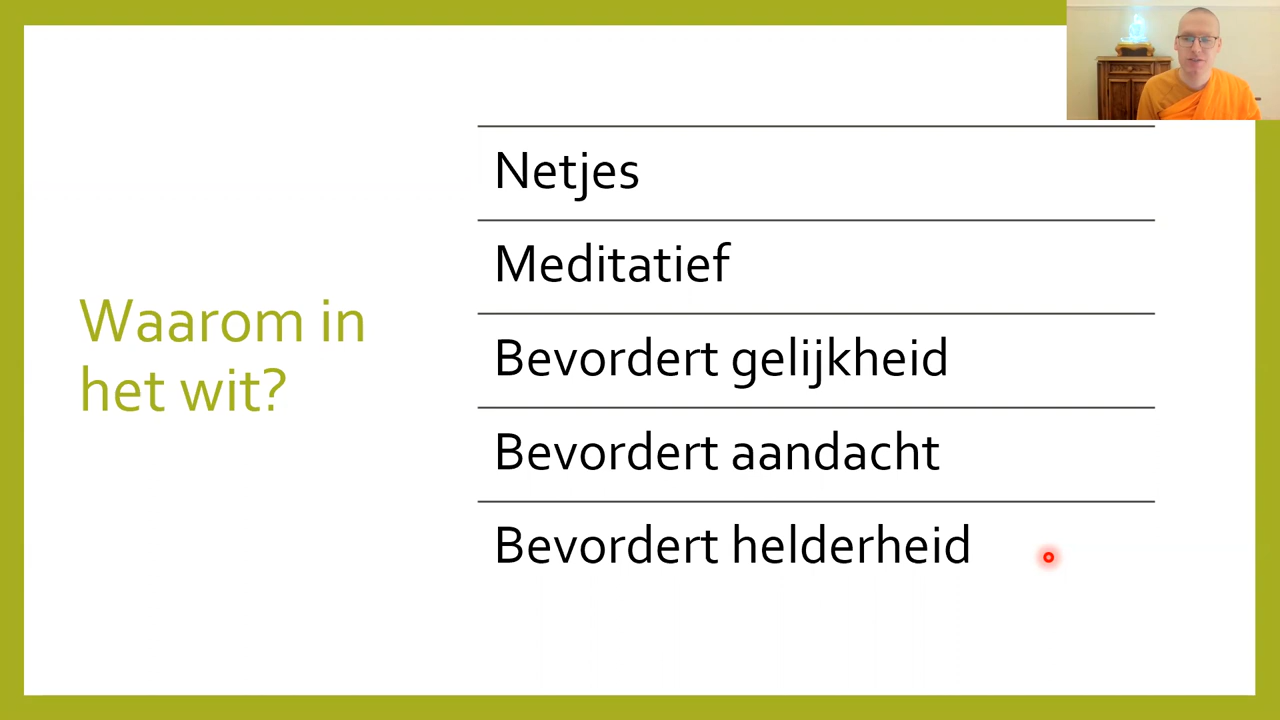 Waarom in
het wit?
Netjes
Meditatief
Bevordert gelijkheid
Bevordert aandacht
Bevordert helderheid